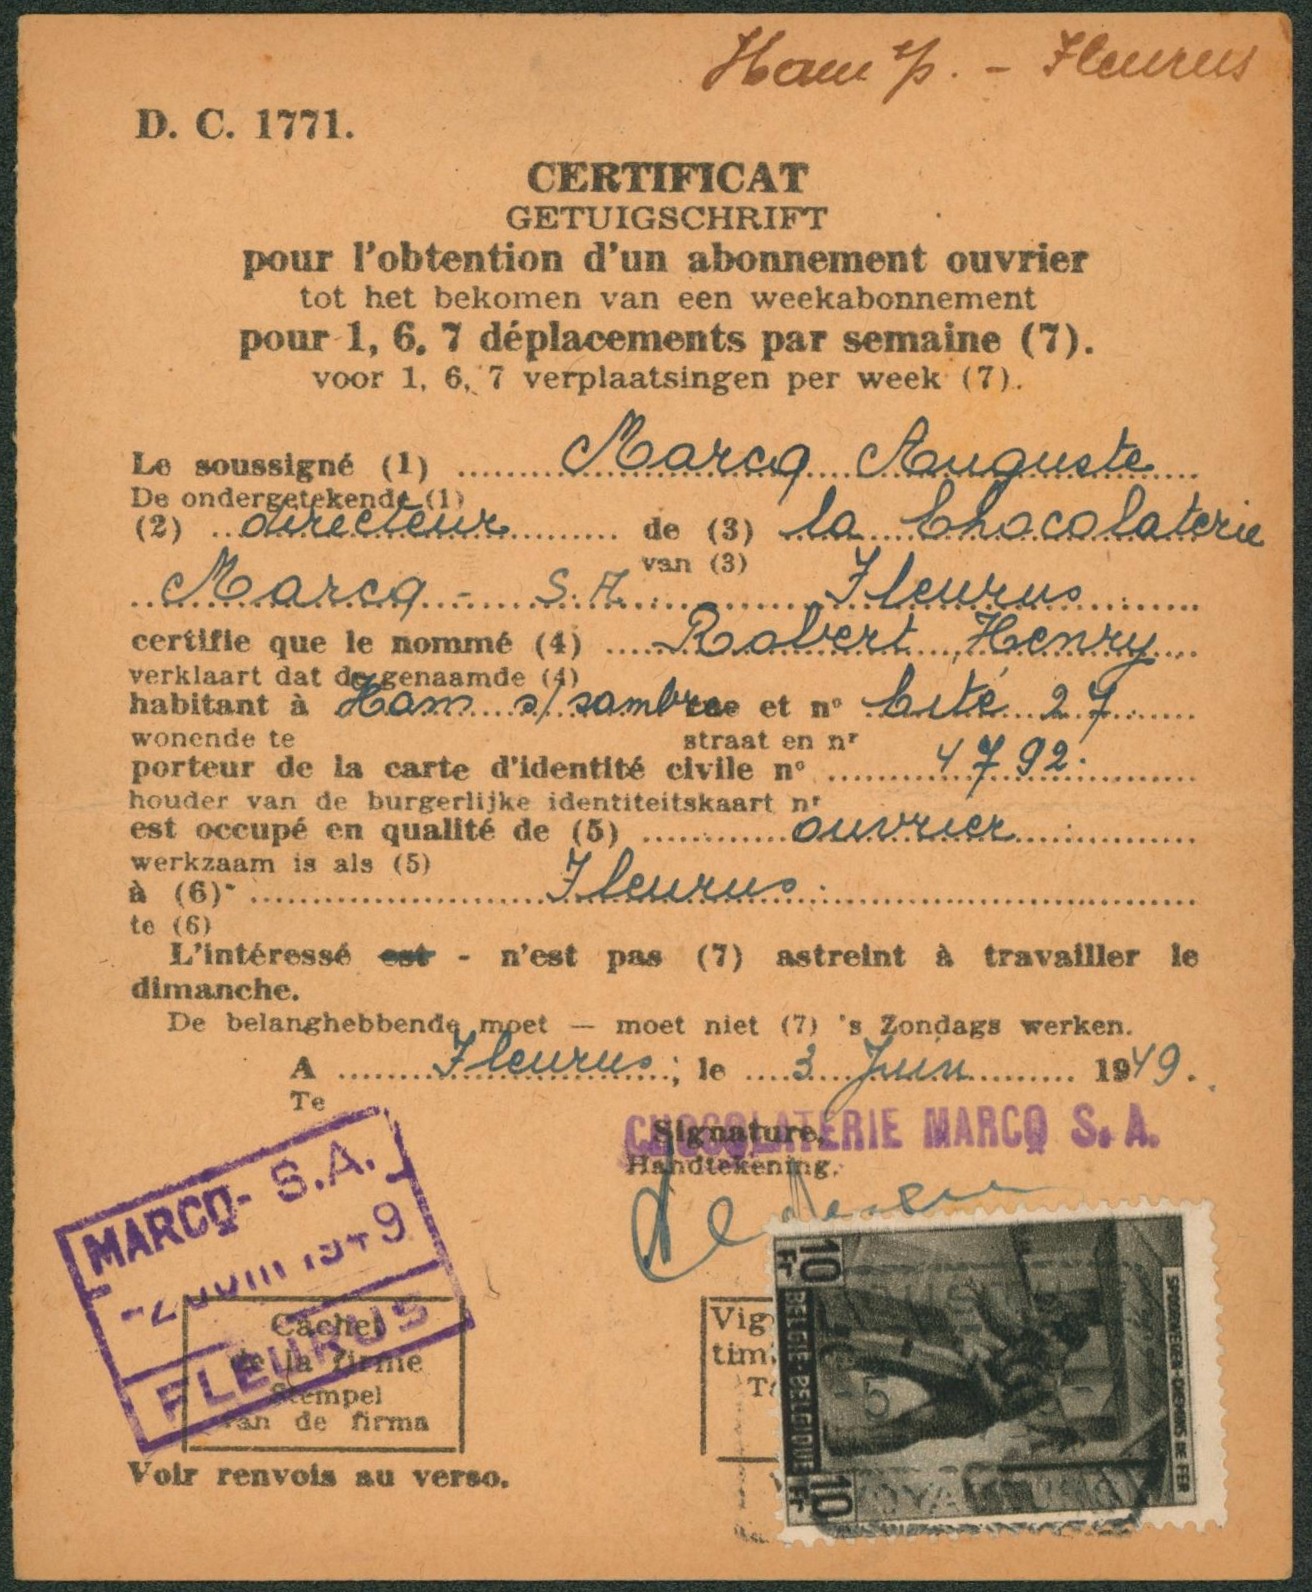 Ham s/s. - Fleurus
D. C. 1771.
CERTIFICAT
GETUIGSCHRIFT
pour l'obtention d'un abonnement ouvrier
tot het bekomen van een weekabonnement
pour 1, 6, 7 déplacements par semaine (7).
voor 1, 6, 7 verplaatsingen per week (7).
Le soussigné (1) Marcq Auguste
De ondergetekende (1)
(2) directeur de (3) la Chocolaterie
van (3)
Marcq - S.A. Fleurus
certifie que le nommé (4) Robert, Henry
verklaart dat de genaamde (4)
habitant à Ham s/sambre rue et n° Cité 27
wonende te straat en nr
porteur de la carte d'identité civile n° 4792.
houder van de burgerlijke identiteitskaart nr
est occupé en qualité de (5) ouvrier
werkzaam is als (5)
à (6) Fleurus.
te (6)
L'intéressé est - n'est pas (7) astreint à travailler le
dimanche.
De belanghebbende moet — moet niet (7) 's Zondags werken.
A Fleurus; le 3 Juin 1949.
Te
CHOCOLATERIE MARCQ S. A.
Signature,
Handtekening.
MARCQ - S.A.
-2 JUIN 1949
FLEURUS
Cachet
de la firme
Stempel
van de firma
Vig
tim.
10 Fr BELGIE-BELGIQUE 10 Fr
SPOORWEGEN-CHEMINS DE FER
Voir renvois au verso.